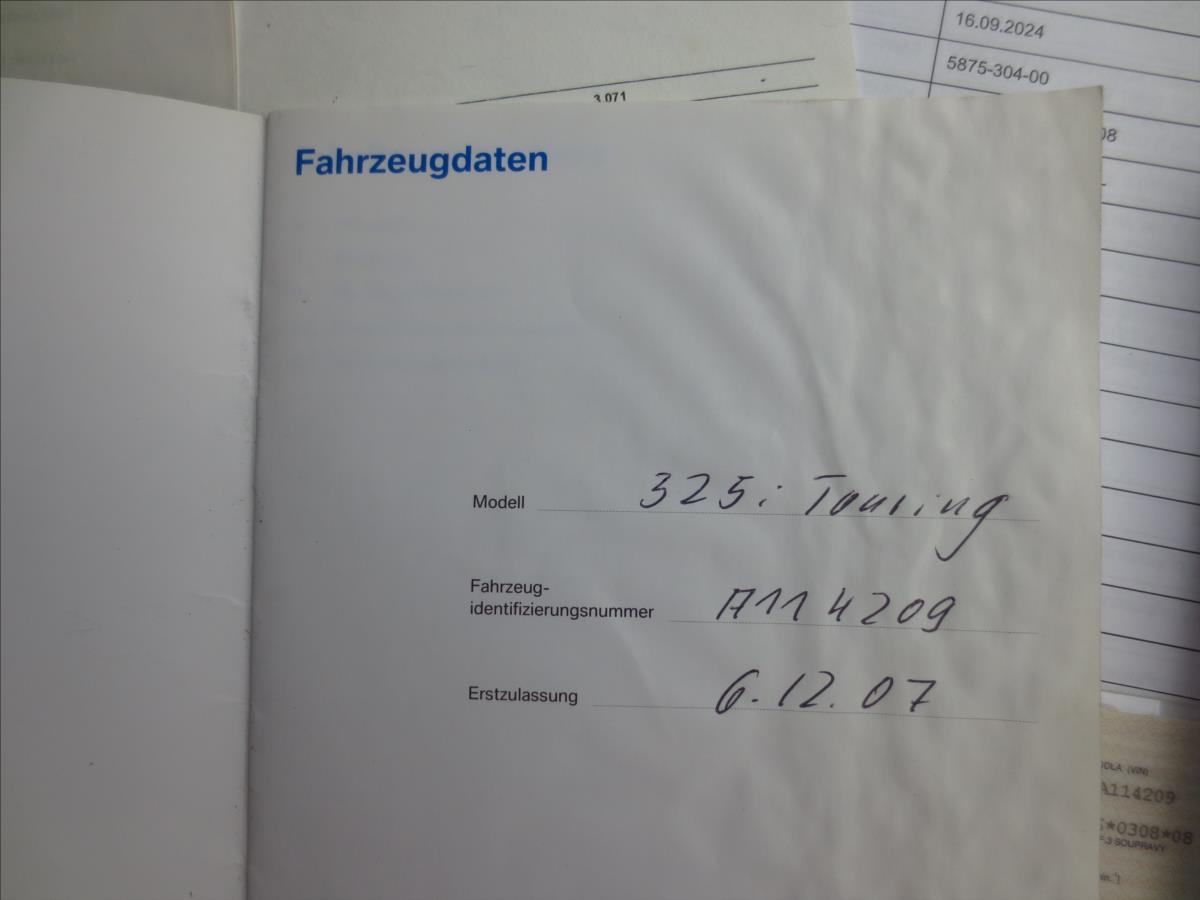 16.09.2024
5875-304-00
3.071
08
Fahrzeugdaten
Modell 325i Touring
Fahrzeug-
identifizierungsnummer A114209
Erstzulassung 6.12.07
(VIN)
A114209
*0308*08
SOUPRAVY